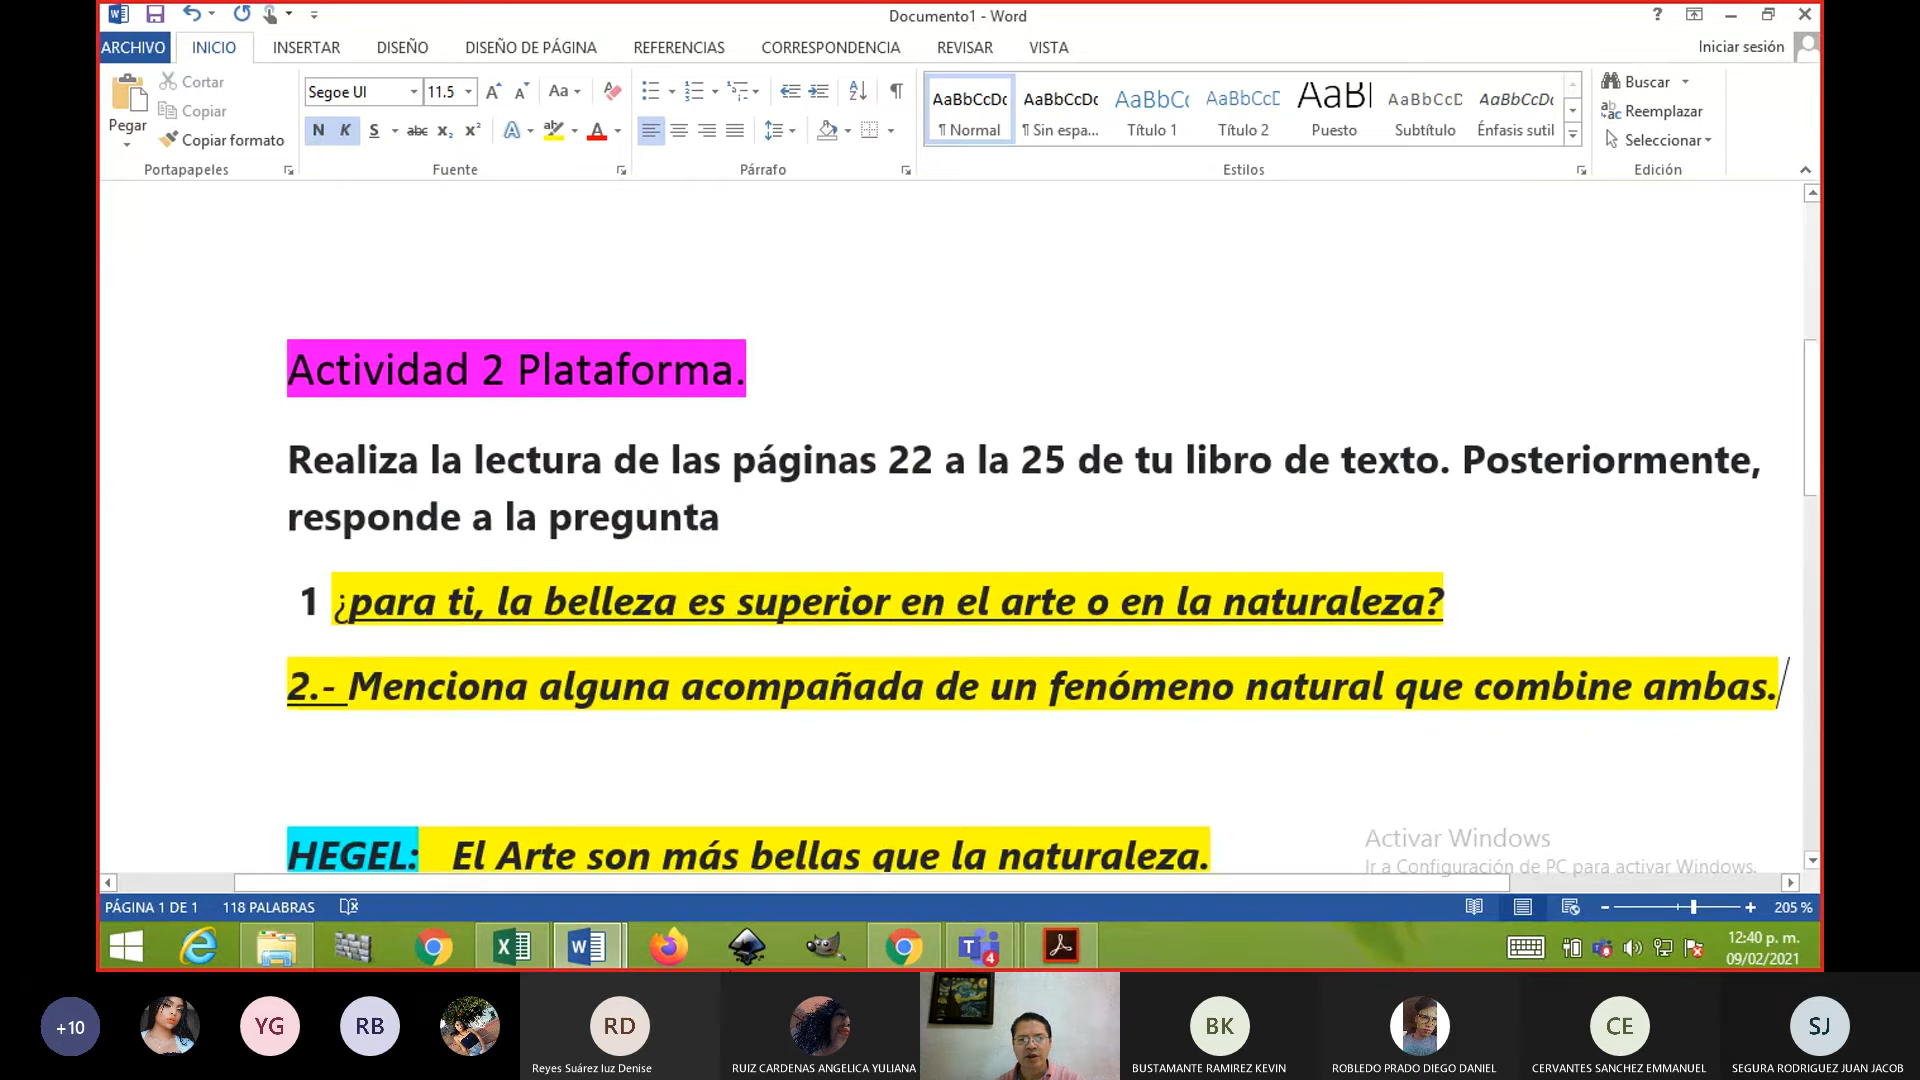 Documento1 - Word
?
ARCHIVO INICIO INSERTAR DISEÑO DISEÑO DE PÁGINA REFERENCIAS CORRESPONDENCIA REVISAR VISTA Iniciar sesión
Pegar
Cortar
Copiar
Copiar formato
Portapapeles
Segoe UI 11.5 Aa
N K S abc x₂ x² A ab A
Fuente
Párrafo
AaBbCcDc AaBbCcDc AaBbCc AaBbCcD AaBl AaBbCcD AaBbCcDc
¶ Normal ¶ Sin espa... Título 1 Título 2 Puesto Subtítulo Énfasis sutil
Estilos
Buscar
Reemplazar
Seleccionar
Edición
Actividad 2 Plataforma.
Realiza la lectura de las páginas 22 a la 25 de tu libro de texto. Posteriormente,
responde a la pregunta
1 ¿para ti, la belleza es superior en el arte o en la naturaleza?
2.- Menciona alguna acompañada de un fenómeno natural que combine ambas.
HEGEL: El Arte son más bellas que la naturaleza.
Activar Windows
Ir a Configuración de PC para activar Windows.
PÁGINA 1 DE 1 118 PALABRAS 205 %
4
12:40 p. m.
09/02/2021
+10 YG RB RD BK CE SJ
Reyes Suárez luz Denise RUIZ CARDENAS ANGELICA YULIANA BUSTAMANTE RAMIREZ KEVIN ROBLEDO PRADO DIEGO DANIEL CERVANTES SANCHEZ EMMANUEL SEGURA RODRIGUEZ JUAN JACOB